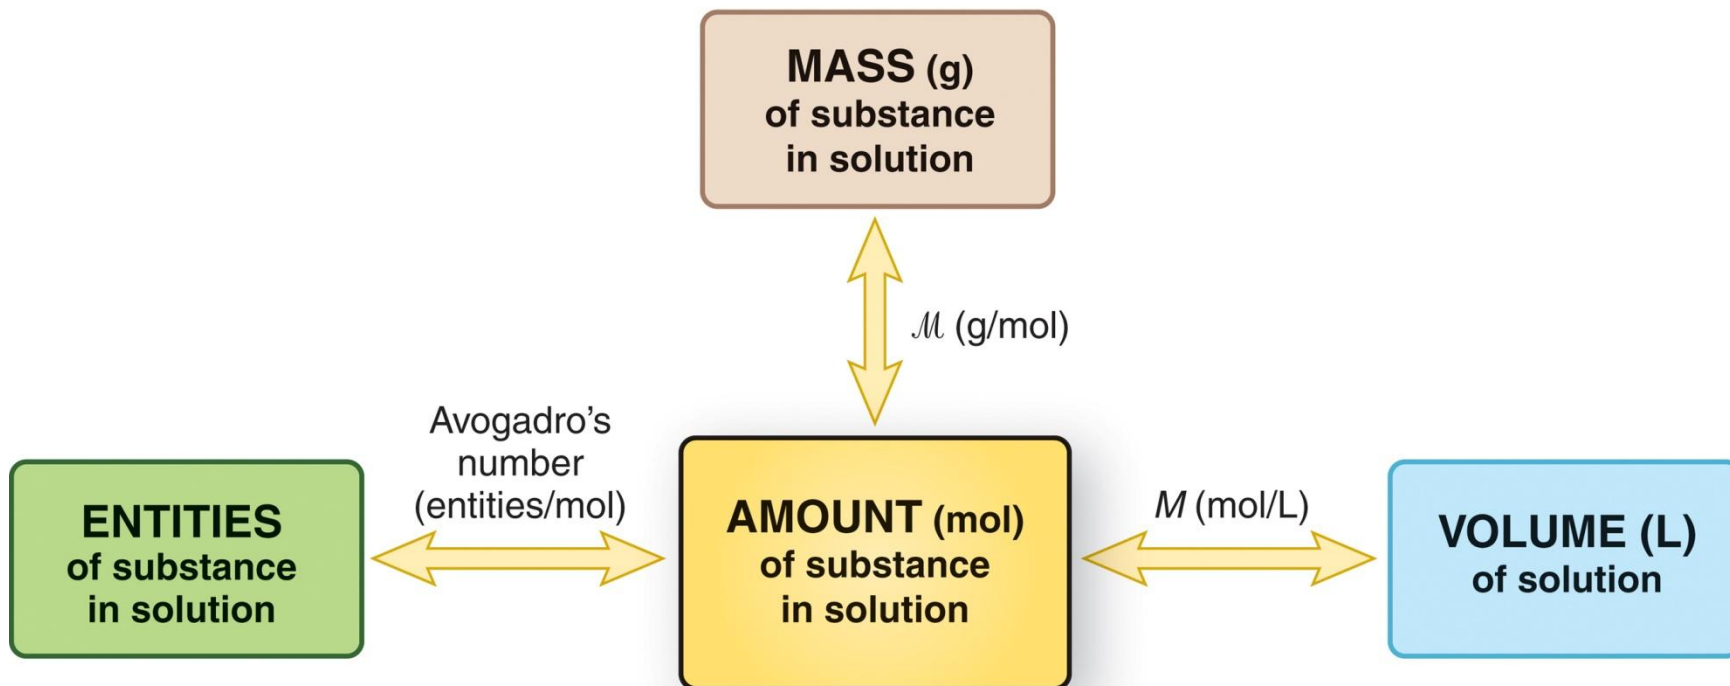 MASS (g)
of substance
in solution
ℳ (g/mol)
Avogadro’s
number
(entities/mol)
ENTITIES
of substance
in solution
AMOUNT (mol)
of substance
in solution
M (mol/L)
VOLUME (L)
of solution